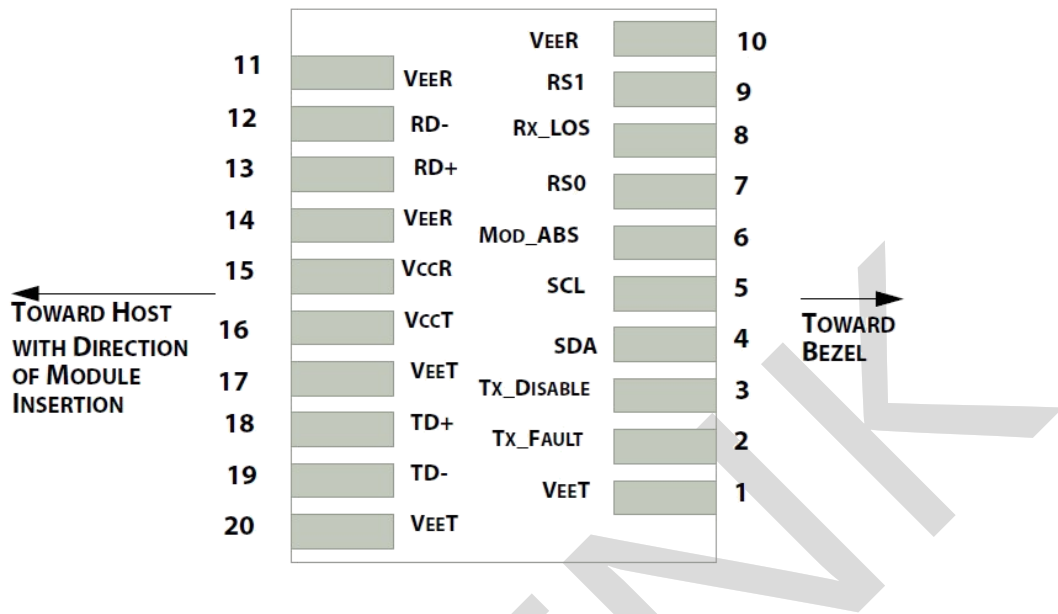 VEER 10
11 VEER
RS1 9
12 RD-
RX_LOS 8
13 RD+
RS0 7
14 VEER
MOD_ABS 6
15 VCCR
SCL 5
TOWARD HOST
WITH DIRECTION
OF MODULE
INSERTION
16 VCCT
TOWARD
BEZEL
SDA 4
17 VEET
TX_DISABLE 3
18 TD+
TX_FAULT 2
19 TD-
VEET 1
20 VEET